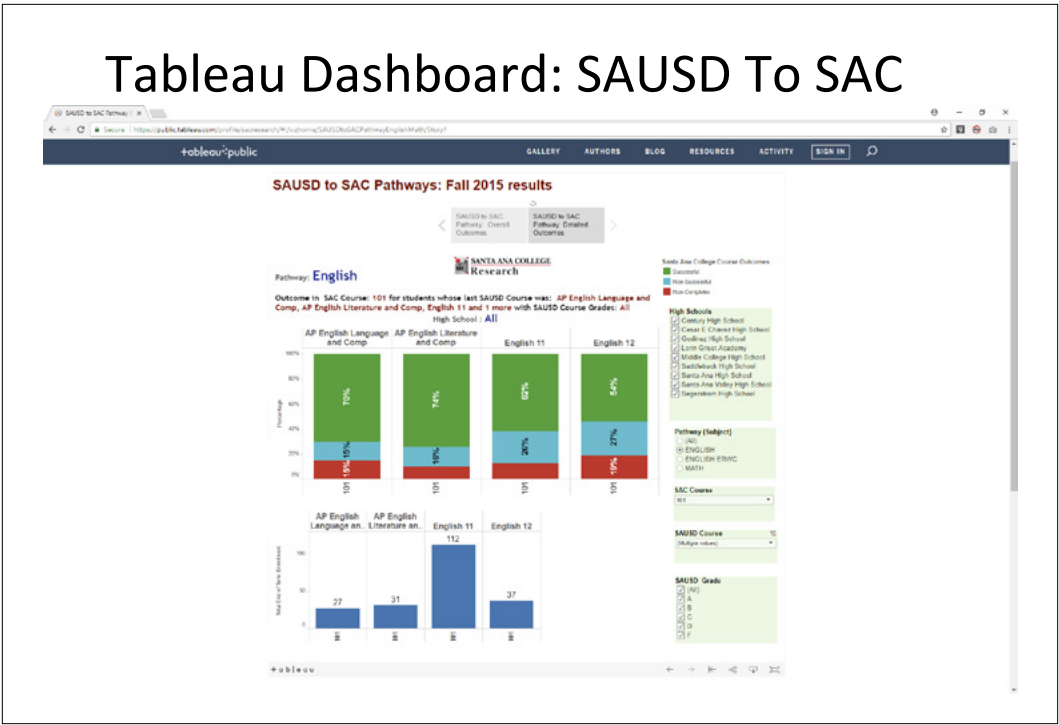 Tableau Dashboard: SAUSD To SAC
SAUSD to SAC Pathway
Secure | https://public.tableau.com/profile/sacresearch#!/vizhome/SAUSDtoSACPathwayEnglishMath/Story1
+ableau:public
GALLERY AUTHORS BLOG RESOURCES ACTIVITY SIGN IN
SAUSD to SAC Pathways: Fall 2015 results
SAUSD to SAC Pathway: Overall Outcomes
SAUSD to SAC Pathway: Detailed Outcomes
SANTA ANA COLLEGE
Research
Santa Ana College Course Outcomes
Successful
Non-Successful
Non-Completer
Pathway: English
Outcome in SAC Course: 101 for students whose last SAUSD Course was: AP English Language and
Comp, AP English Literature and Comp, English 11 and 1 more with SAUSD Course Grades: All
High School : All
AP English Language and Comp
AP English Literature and Comp
English 11
English 12
Percentage
100%
80%
60%
40%
20%
0%
70% 15% 15%
74% 16%
62% 26%
54% 27% 19%
101 101 101 101
AP English Language an..
AP English Literature an..
English 11
English 12
100
50
0
27 31 112 37
101 101 101 101
High Schools
Century High School
Cesar E Chavez High School
Godinez High School
Lorin Griset Academy
Middle College High School
Saddleback High School
Santa Ana High School
Santa Ana Valley High School
Segerstrom High School
Pathway (Subject)
(All)
ENGLISH
ENGLISH ERWC
MATH
SAC Course
101
SAUSD Course
(Multiple values)
SAUSD Grade
(All)
A
B
C
D
F
+ableau